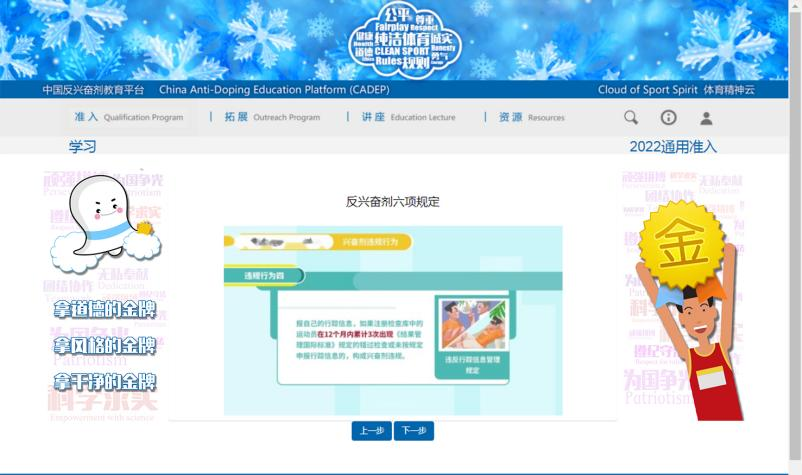 公平 尊重
Fairplay Respect
健康 纯洁体育 诚实
Health CLEAN SPORT Honesty
道德 Rules 规则 勇气
中国反兴奋剂教育平台 China Anti-Doping Education Platform (CADEP)
Cloud of Sport Spirit 体育精神云
准入 Qualification Program
拓展 Outreach Program
讲座 Education Lecture
资源 Resources
学习
2022通用准入
反兴奋剂六项规定
兴奋剂违规行为
违规行为四
报自己的行踪信息。如果注册检查库中的
运动员在12个月内累计3次出现《结果管
理国际标准》规定的错过检查或未按规定
申报行踪信息的,构成兴奋剂违规。
违反行踪信息管理
规定
拿道德的金牌
拿风格的金牌
拿干净的金牌
顽强拼搏
为国争光
无私奉献
团结协作 Dedication
Patriotism
科学求实
Empowerment with science
金
无私奉献
团结协作
Dedication
为国争光
Patriotism
上一步 下一步